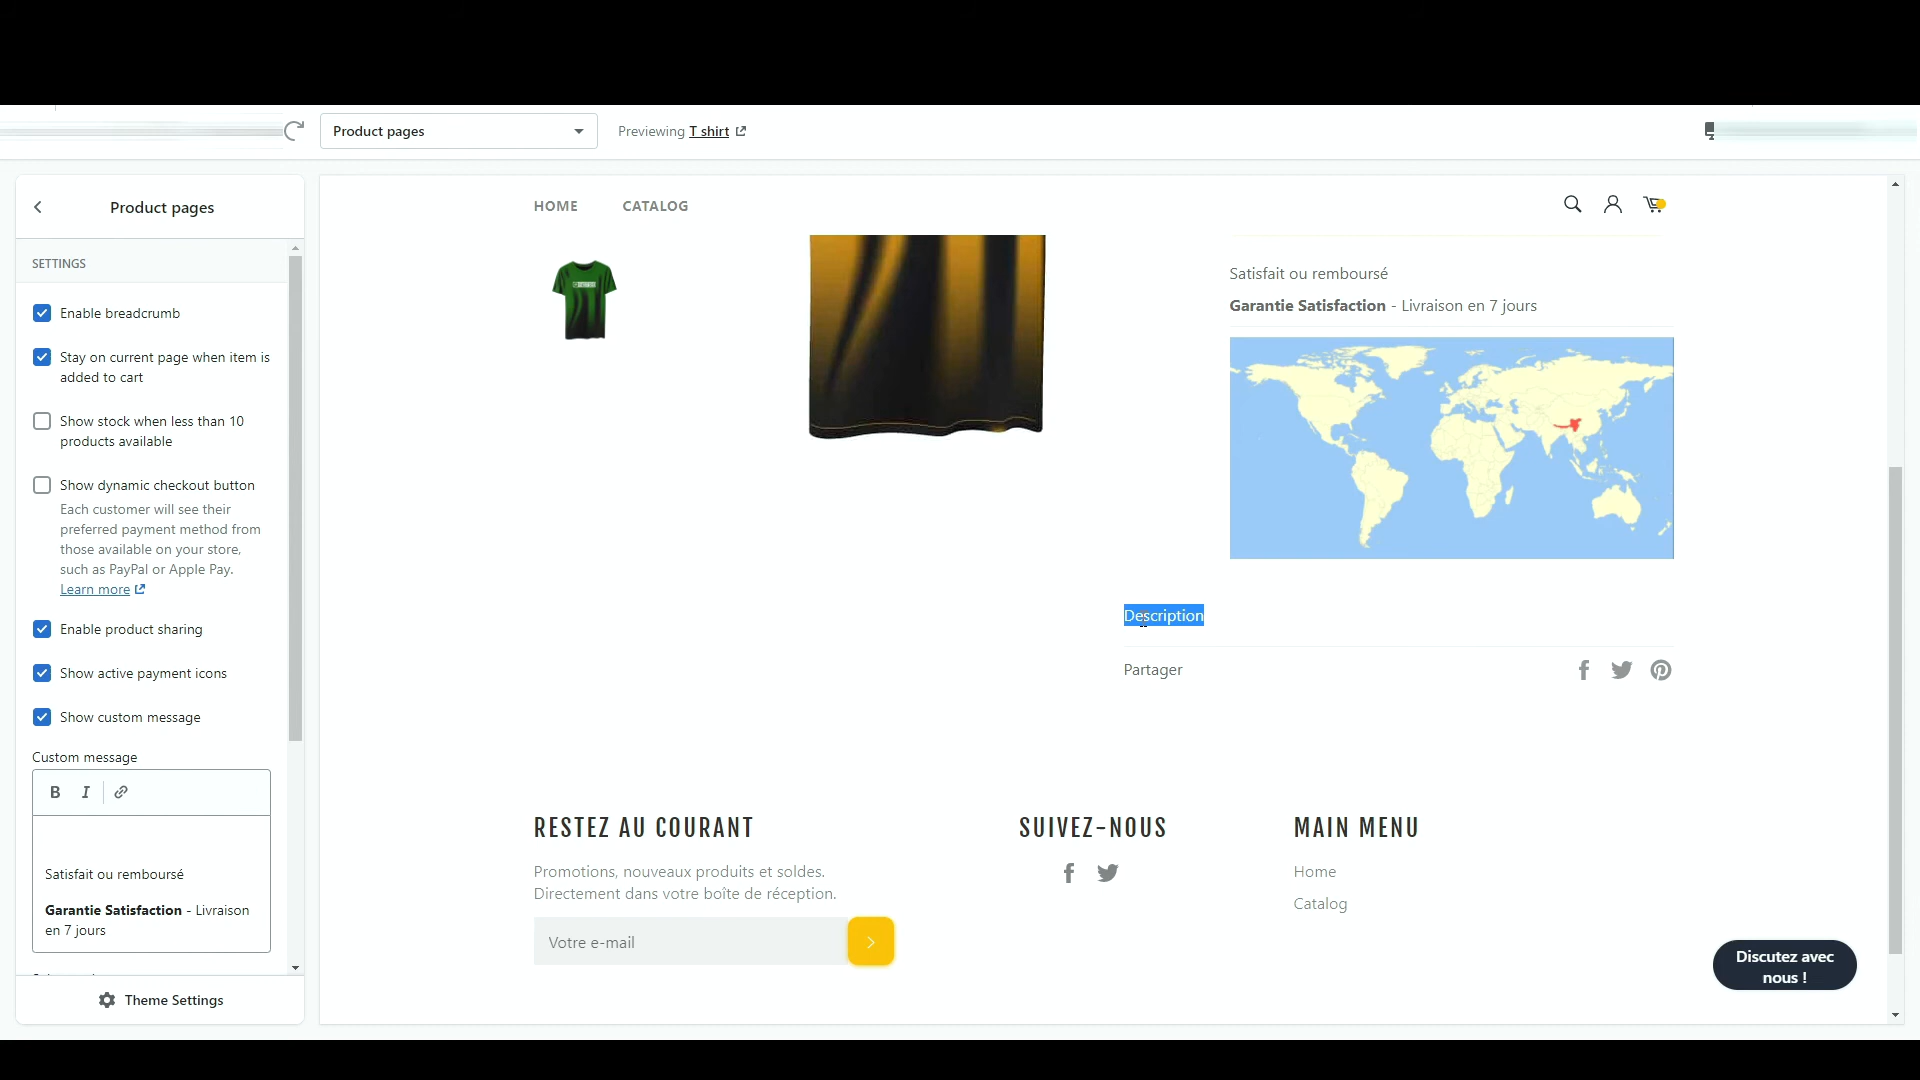 Product pages
Previewing T shirt
Product pages
SETTINGS
Enable breadcrumb
Stay on current page when item is
added to cart
Show stock when less than 10
products available
Show dynamic checkout button
Each customer will see their
preferred payment method from
those available on your store,
such as PayPal or Apple Pay.
Learn more
Enable product sharing
Show active payment icons
Show custom message
Custom message
B I
Satisfait ou remboursé
Garantie Satisfaction - Livraison
en 7 jours
Theme Settings
HOME
CATALOG
Satisfait ou remboursé
Garantie Satisfaction - Livraison en 7 jours
Description
Partager
RESTEZ AU COURANT
Promotions, nouveaux produits et soldes.
Directement dans votre boîte de réception.
Votre e-mail
SUIVEZ-NOUS
MAIN MENU
Home
Catalog
Discutez avec
nous !